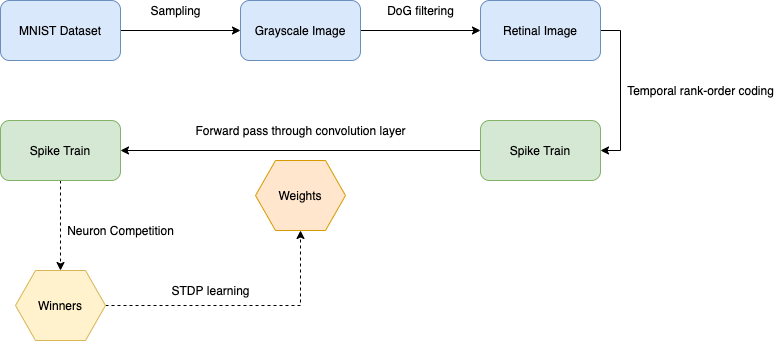 Sampling
DoG filtering
MNIST Dataset
Grayscale Image
Retinal Image
Temporal rank-order coding
Forward pass through convolution layer
Spike Train
Spike Train
Weights
Neuron Competition
STDP learning
Winners